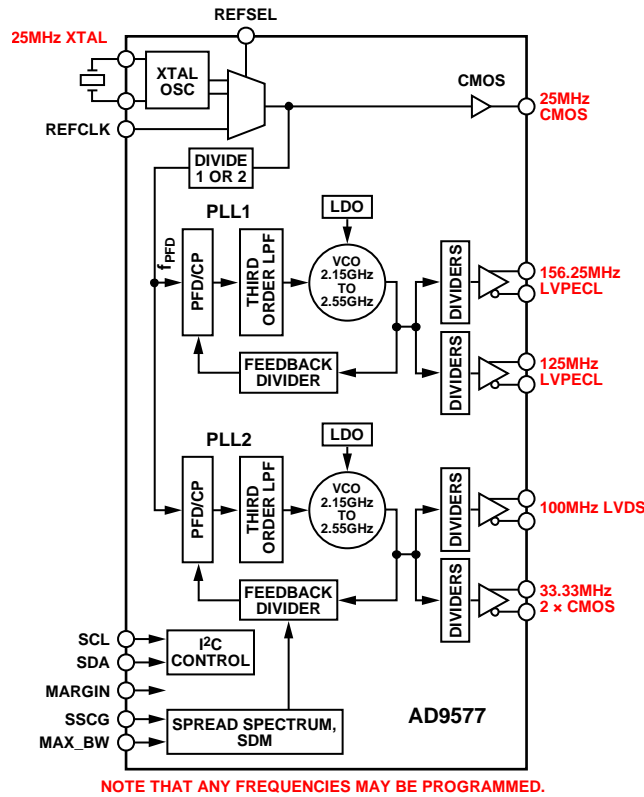 REFSEL
25MHz XTAL
XTAL
OSC
REFCLK
CMOS
25MHz
CMOS
DIVIDE
1 OR 2
PLL1
LDO
fPFD
PFD/CP
THIRD
ORDER LPF
VCO
2.15GHz
TO
2.55GHz
FEEDBACK
DIVIDER
DIVIDERS
156.25MHz
LVPECL
DIVIDERS
125MHz
LVPECL
PLL2
LDO
PFD/CP
THIRD
ORDER LPF
VCO
2.15GHz
TO
2.55GHz
FEEDBACK
DIVIDER
DIVIDERS
100MHz LVDS
DIVIDERS
33.33MHz
2 × CMOS
SCL
SDA
I²C
CONTROL
MARGIN
SSCG
MAX_BW
SPREAD SPECTRUM,
SDM
AD9577
NOTE THAT ANY FREQUENCIES MAY BE PROGRAMMED.